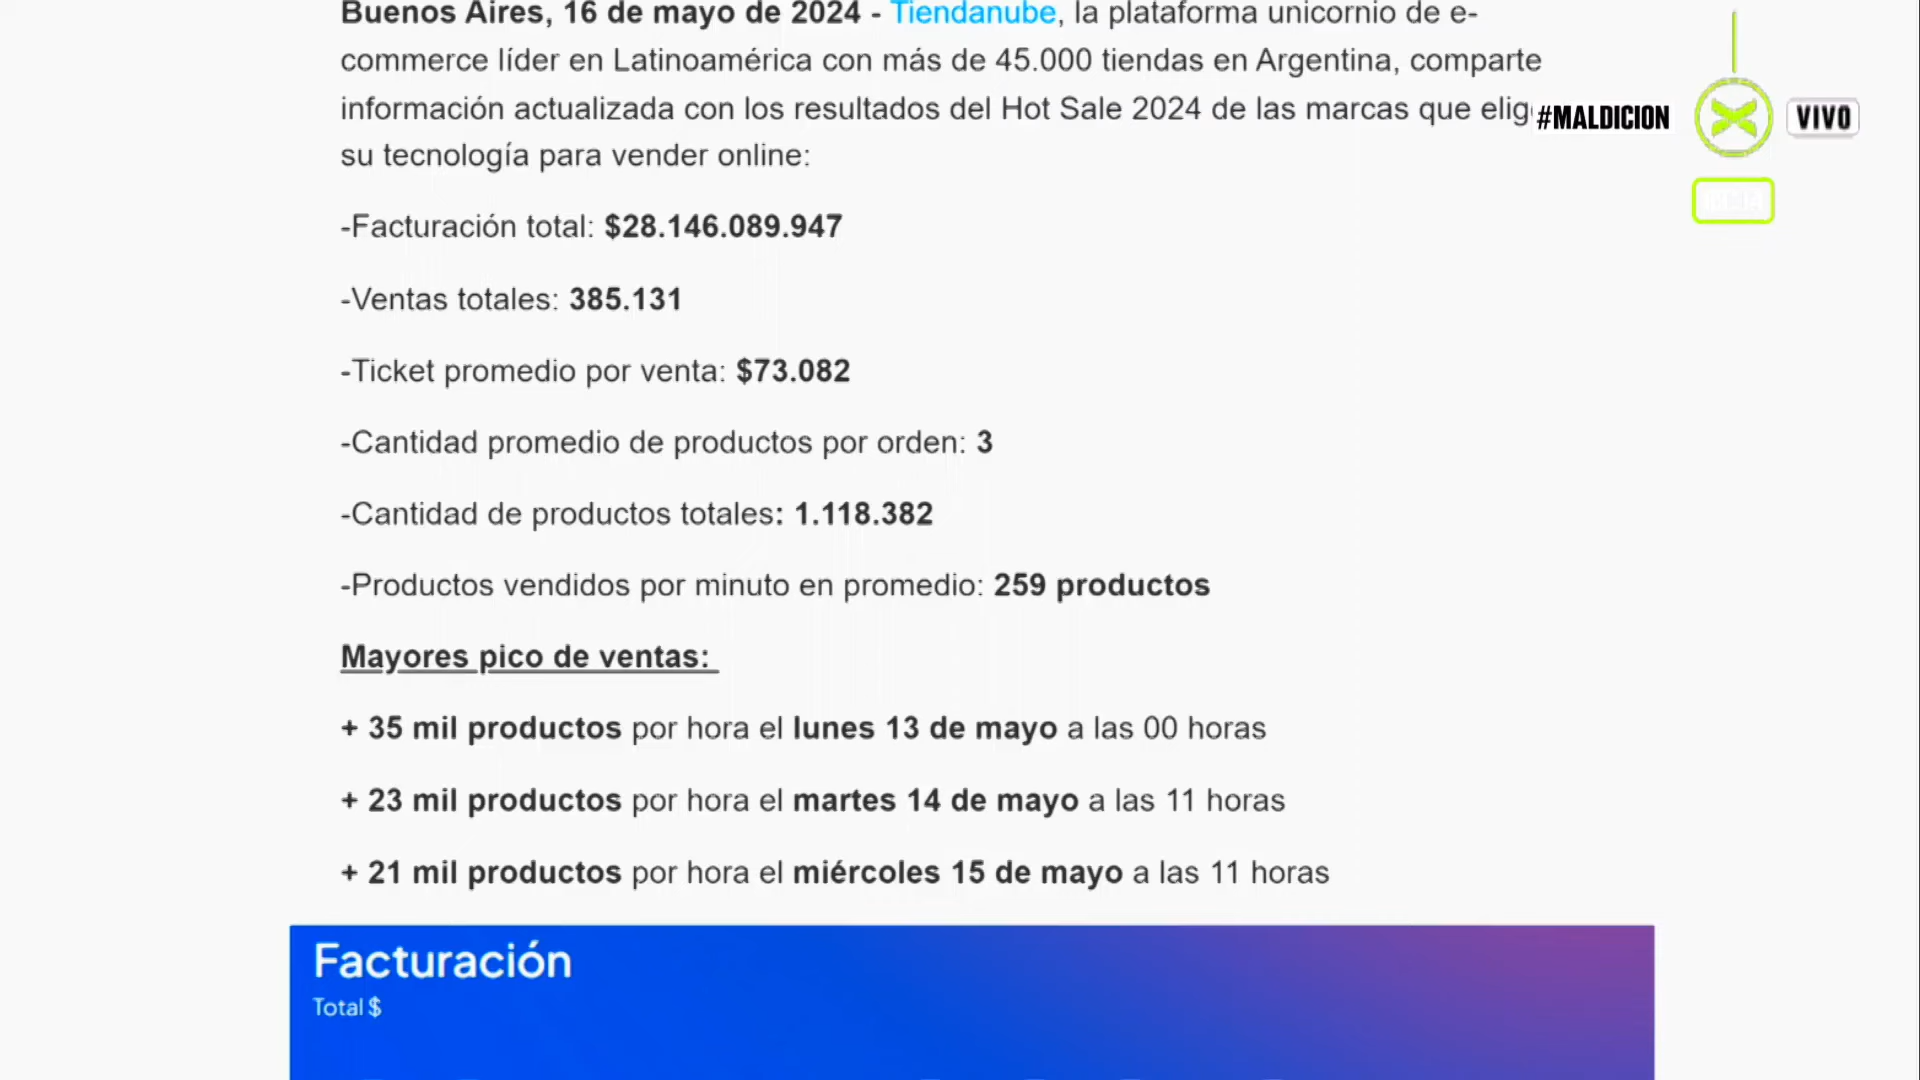 Buenos Aires, 16 de mayo de 2024 - Tiendanube, la plataforma unicornio de e-
commerce líder en Latinoamérica con más de 45.000 tiendas en Argentina, comparte
información actualizada con los resultados del Hot Sale 2024 de las marcas que elig
su tecnología para vender online:
#MALDICION
VIVO
-Facturación total: $28.146.089.947
-Ventas totales: 385.131
-Ticket promedio por venta: $73.082
-Cantidad promedio de productos por orden: 3
-Cantidad de productos totales: 1.118.382
-Productos vendidos por minuto en promedio: 259 productos
Mayores pico de ventas:
+ 35 mil productos por hora el lunes 13 de mayo a las 00 horas
+ 23 mil productos por hora el martes 14 de mayo a las 11 horas
+ 21 mil productos por hora el miércoles 15 de mayo a las 11 horas
Facturación
Total $